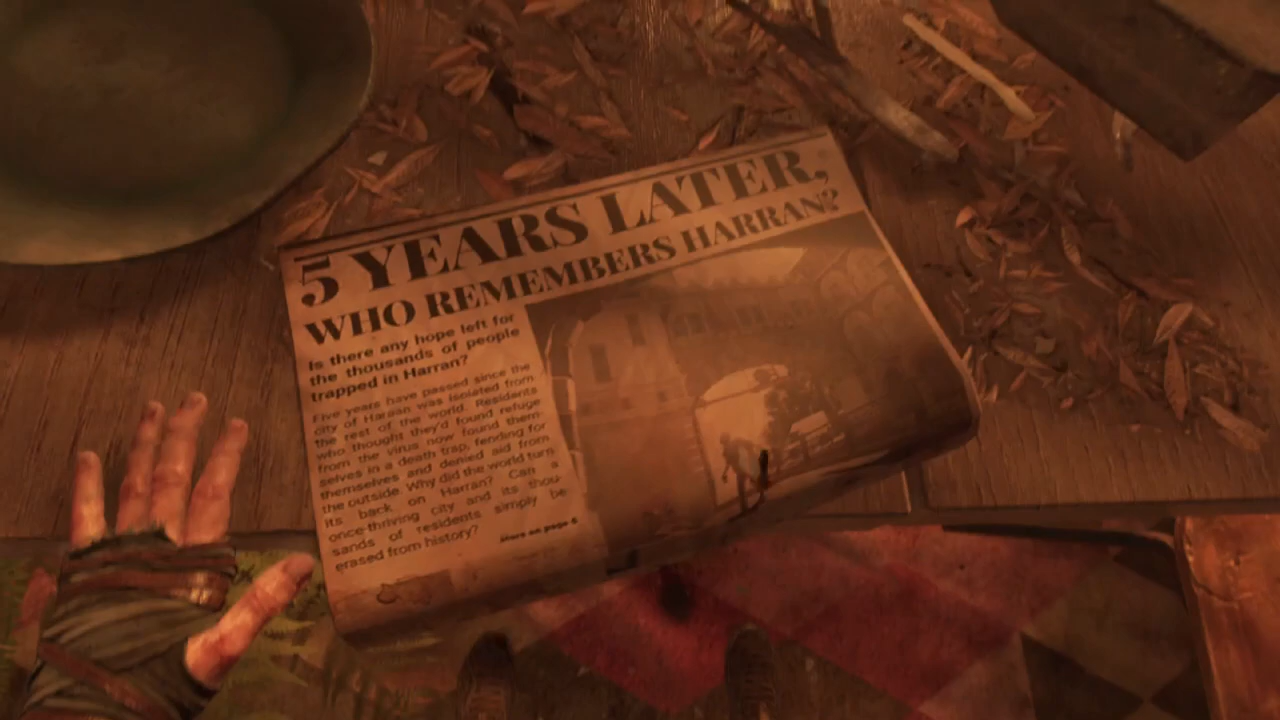 5 YEARS LATER,
WHO REMEMBERS HARRAN?
Is there any hope left for
the thousands of people
trapped in Harran?
Five years have passed since the
city of Harran was isolated from
the rest of the world. Residents
who thought they'd found refuge
from the virus now found them-
selves in a death trap, fending for
themselves and denied aid from
the outside. Why did the world turn
its back on Harran? Can a
once-thriving city and its thou-
sands of residents simply be
erased from history?
More on page 6